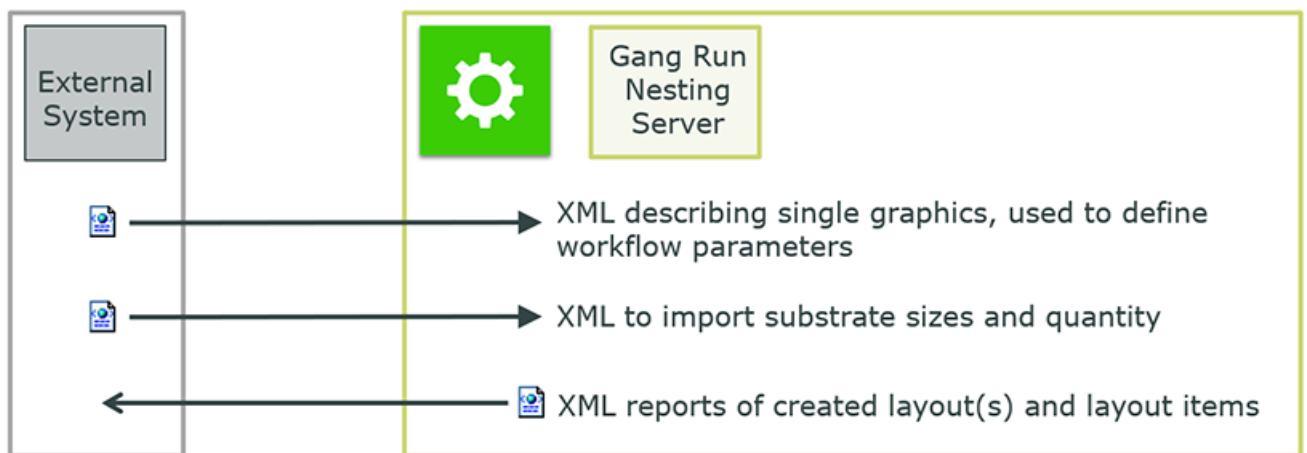 External
System
Gang Run
Nesting
Server
XML describing single graphics, used to define
workflow parameters
XML to import substrate sizes and quantity
XML reports of created layout(s) and layout items